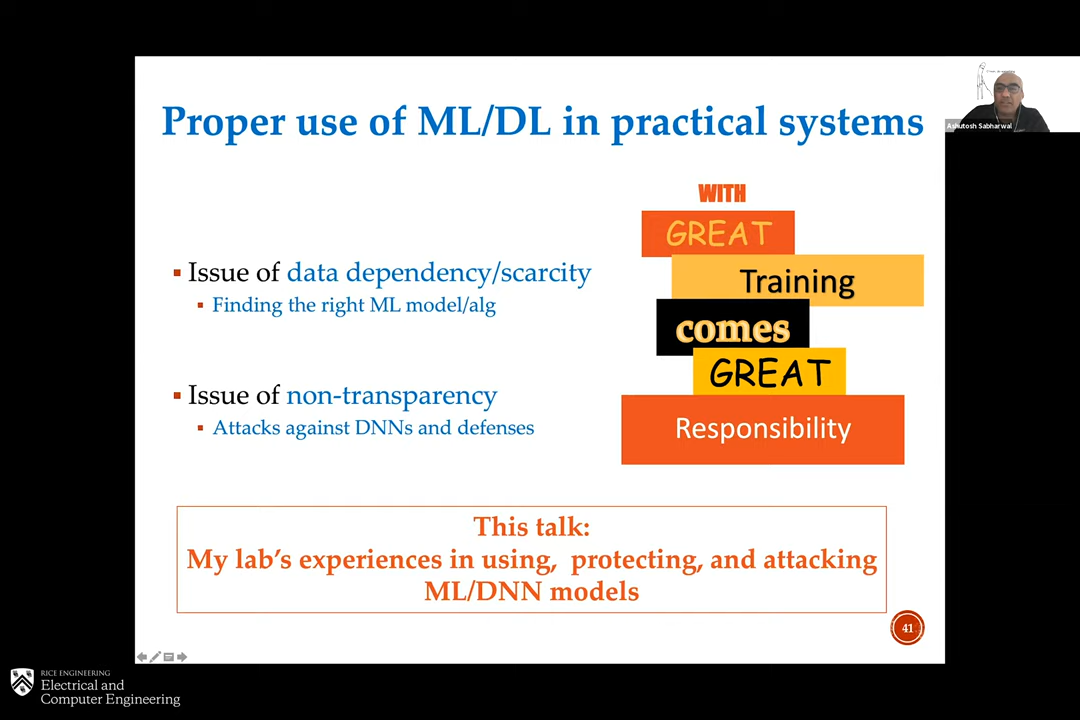 Proper use of ML/DL in practical systems
Ashutosh Sabharwal
Issue of data dependency/scarcity
Finding the right ML model/alg
Issue of non-transparency
Attacks against DNNs and defenses
WITH
GREAT
Training
comes
GREAT
Responsibility
This talk:
My lab's experiences in using, protecting, and attacking
ML/DNN models
41
RICE ENGINEERING
Electrical and
Computer Engineering